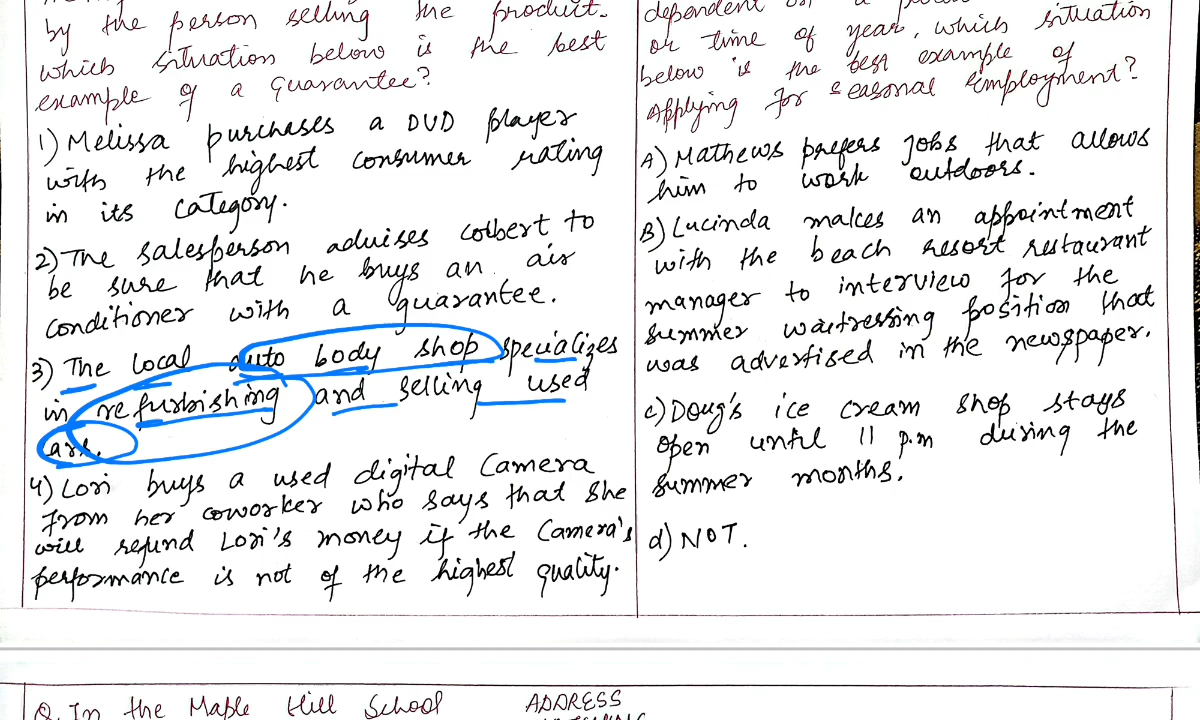 by the person selling the product.
which situation below is the best
example of a guarantee?
1) Melissa purchases a DVD player
with the highest consumer rating
in its category.
2) The salesperson advises colbert to
be sure that he buys an air
conditioner with a guarantee.
3) The local auto body shop specializes
in refurbishing and selling used
cars.
4) Lori buys a used digital Camera
from her coworker who says that she
will refund Lori's money if the Camera's
performance is not of the highest quality.
dependent on a
or time of year, which situation
below is the best example of
Applying for seasonal employment?
A) Mathews prefers jobs that allows
him to work outdoors.
B) Lucinda makes an appointment
with the beach resort restaurant
manager to interview for the
summer waitressing position that
was advertised in the newspaper.
c) Doug's ice cream shop stays
open until 11 p.m during the
summer months.
d) NOT.
Q. In the Maple Hill School
ADDRESS